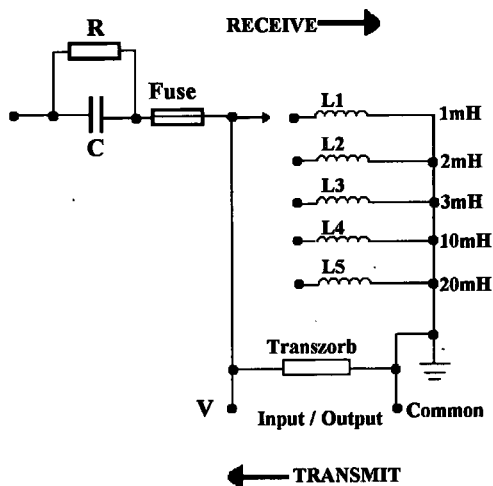 RECEIVE
R
Fuse
C
L1 1mH
L2 2mH
L3 3mH
L4 10mH
L5 20mH
Transzorb
V Input / Output Common
TRANSMIT